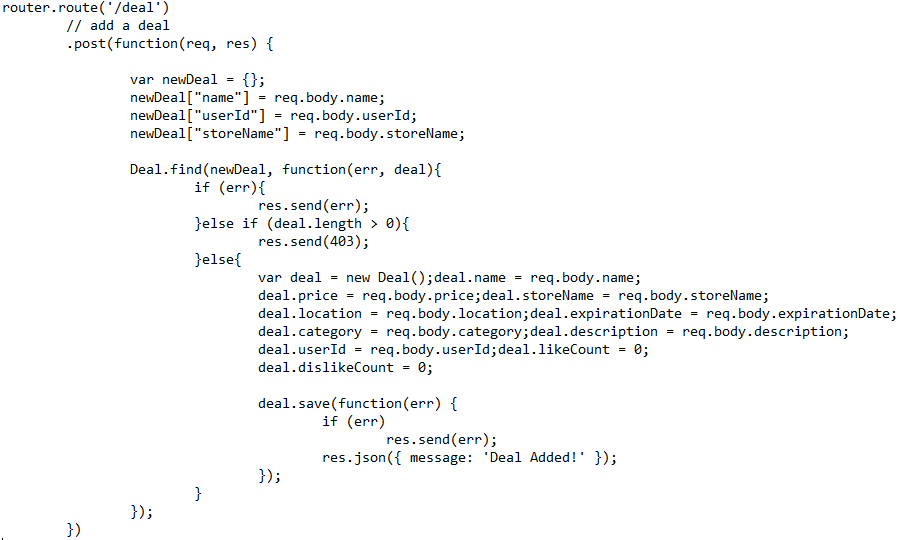 router.route('/deal')
        // add a deal
        .post(function(req, res) {

                var newDeal = {};
                newDeal["name"] = req.body.name;
                newDeal["userId"] = req.body.userId;
                newDeal["storeName"] = req.body.storeName;

                Deal.find(newDeal, function(err, deal){
                        if (err){
                                res.send(err);
                        }else if (deal.length > 0){
                                res.send(403);
                        }else{
                                var deal = new Deal();deal.name = req.body.name;
                                deal.price = req.body.price;deal.storeName = req.body.storeName;
                                deal.location = req.body.location;deal.expirationDate = req.body.expirationDate;
                                deal.category = req.body.category;deal.description = req.body.description;
                                deal.userId = req.body.userId;deal.likeCount = 0;
                                deal.dislikeCount = 0;

                                deal.save(function(err) {
                                        if (err)
                                                res.send(err);
                                        res.json({ message: 'Deal Added!' });
                                });
                        }
                });
        })